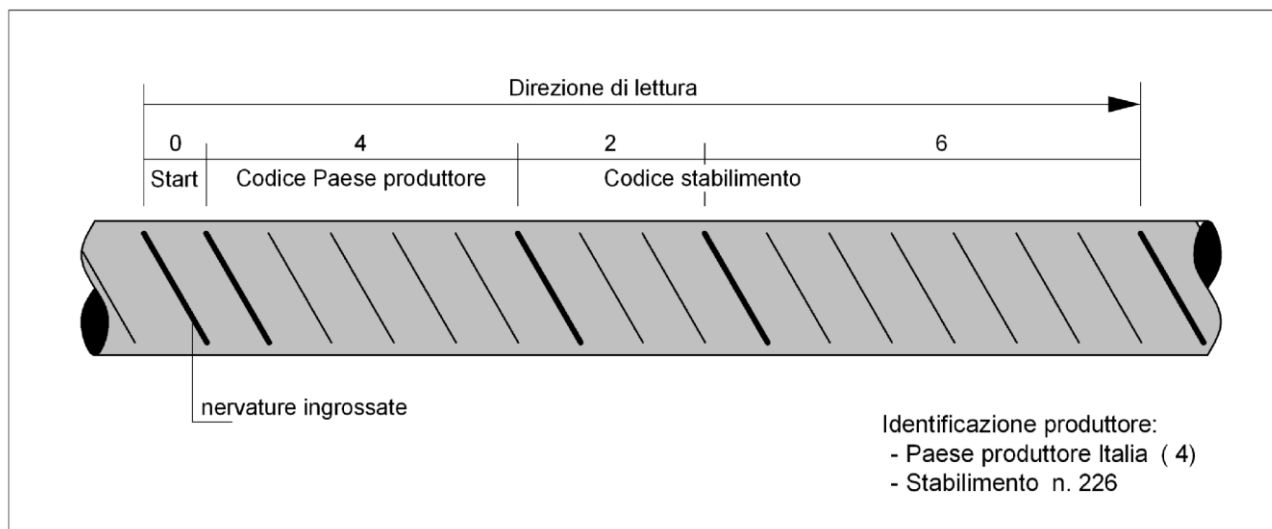 Direzione di lettura
0 4 2 6
Start Codice Paese produttore Codice stabilimento
nervature ingrossate
Identificazione produttore:
- Paese produttore Italia ( 4)
- Stabilimento n. 226